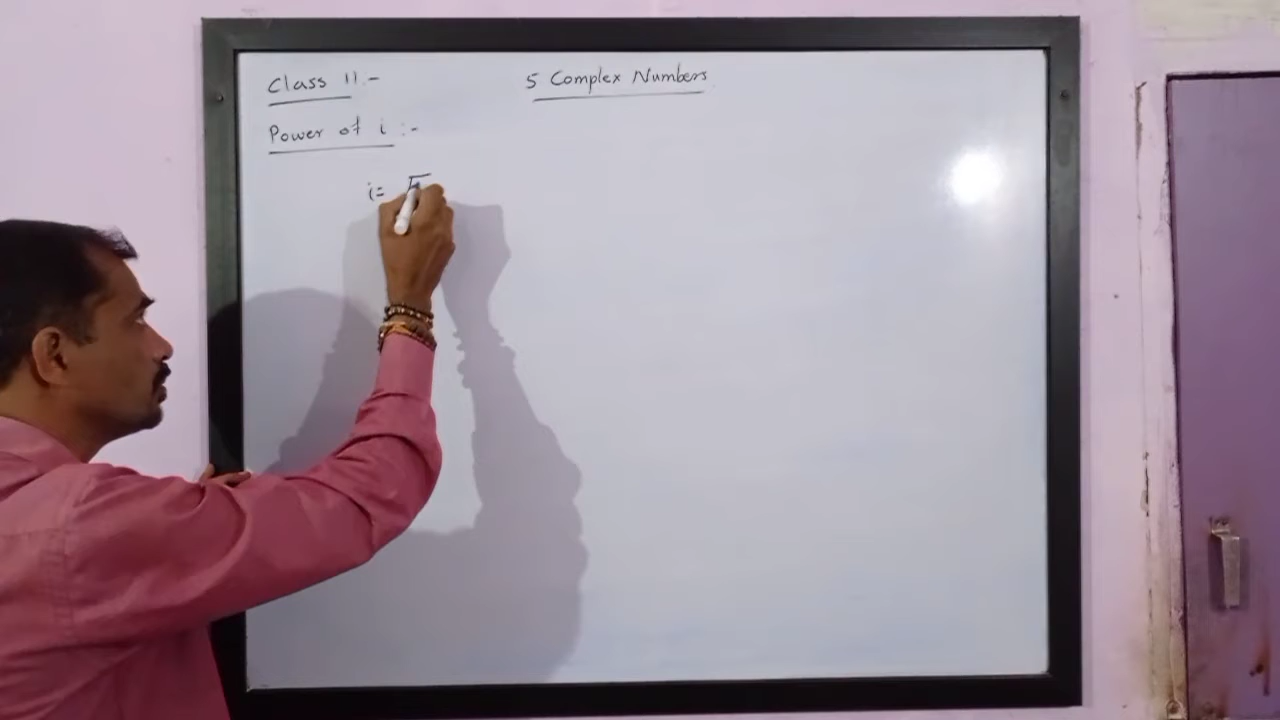 Class 11:-
5 Complex Numbers
Power of i :-
i= √